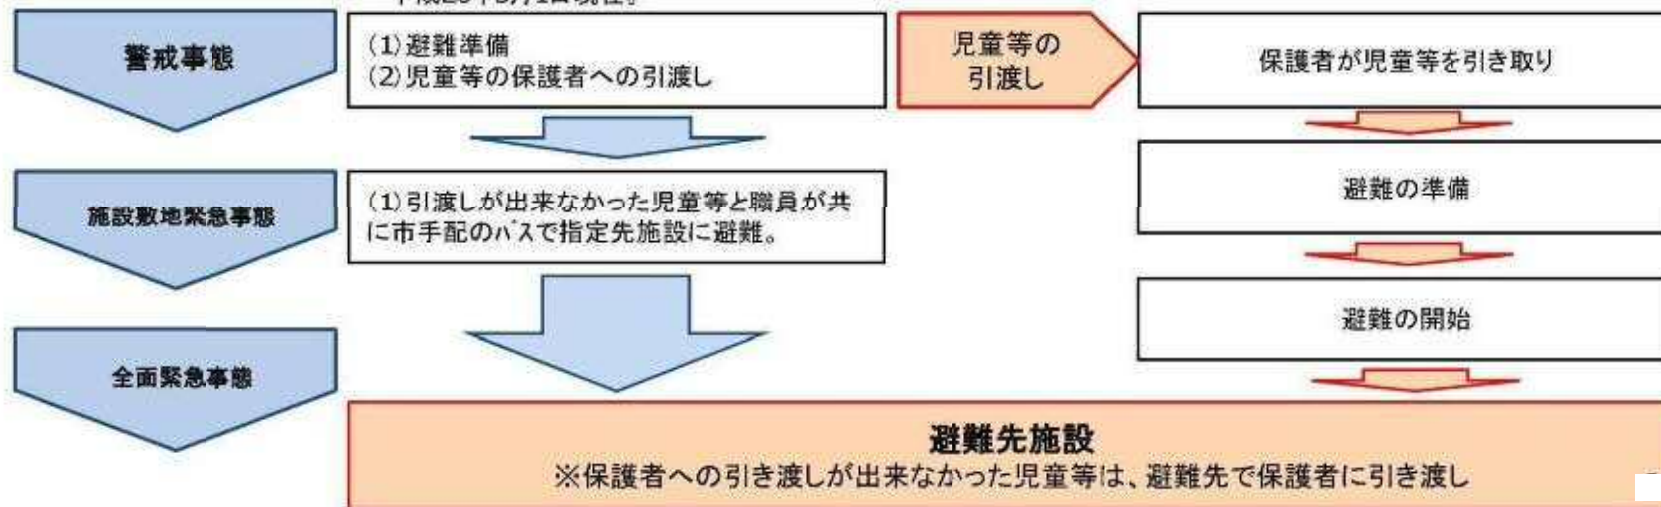 警戒事態
(1)避難準備
(2)児童等の保護者への引渡し
児童等の
引渡し
保護者が児童等を引き取り
施設敷地緊急事態
(1)引渡しが出来なかった児童等と職員が共
に市手配のバスで指定先施設に避難。
避難の準備
避難の開始
全面緊急事態
避難先施設
※保護者への引き渡しが出来なかった児童等は、避難先で保護者に引き渡し